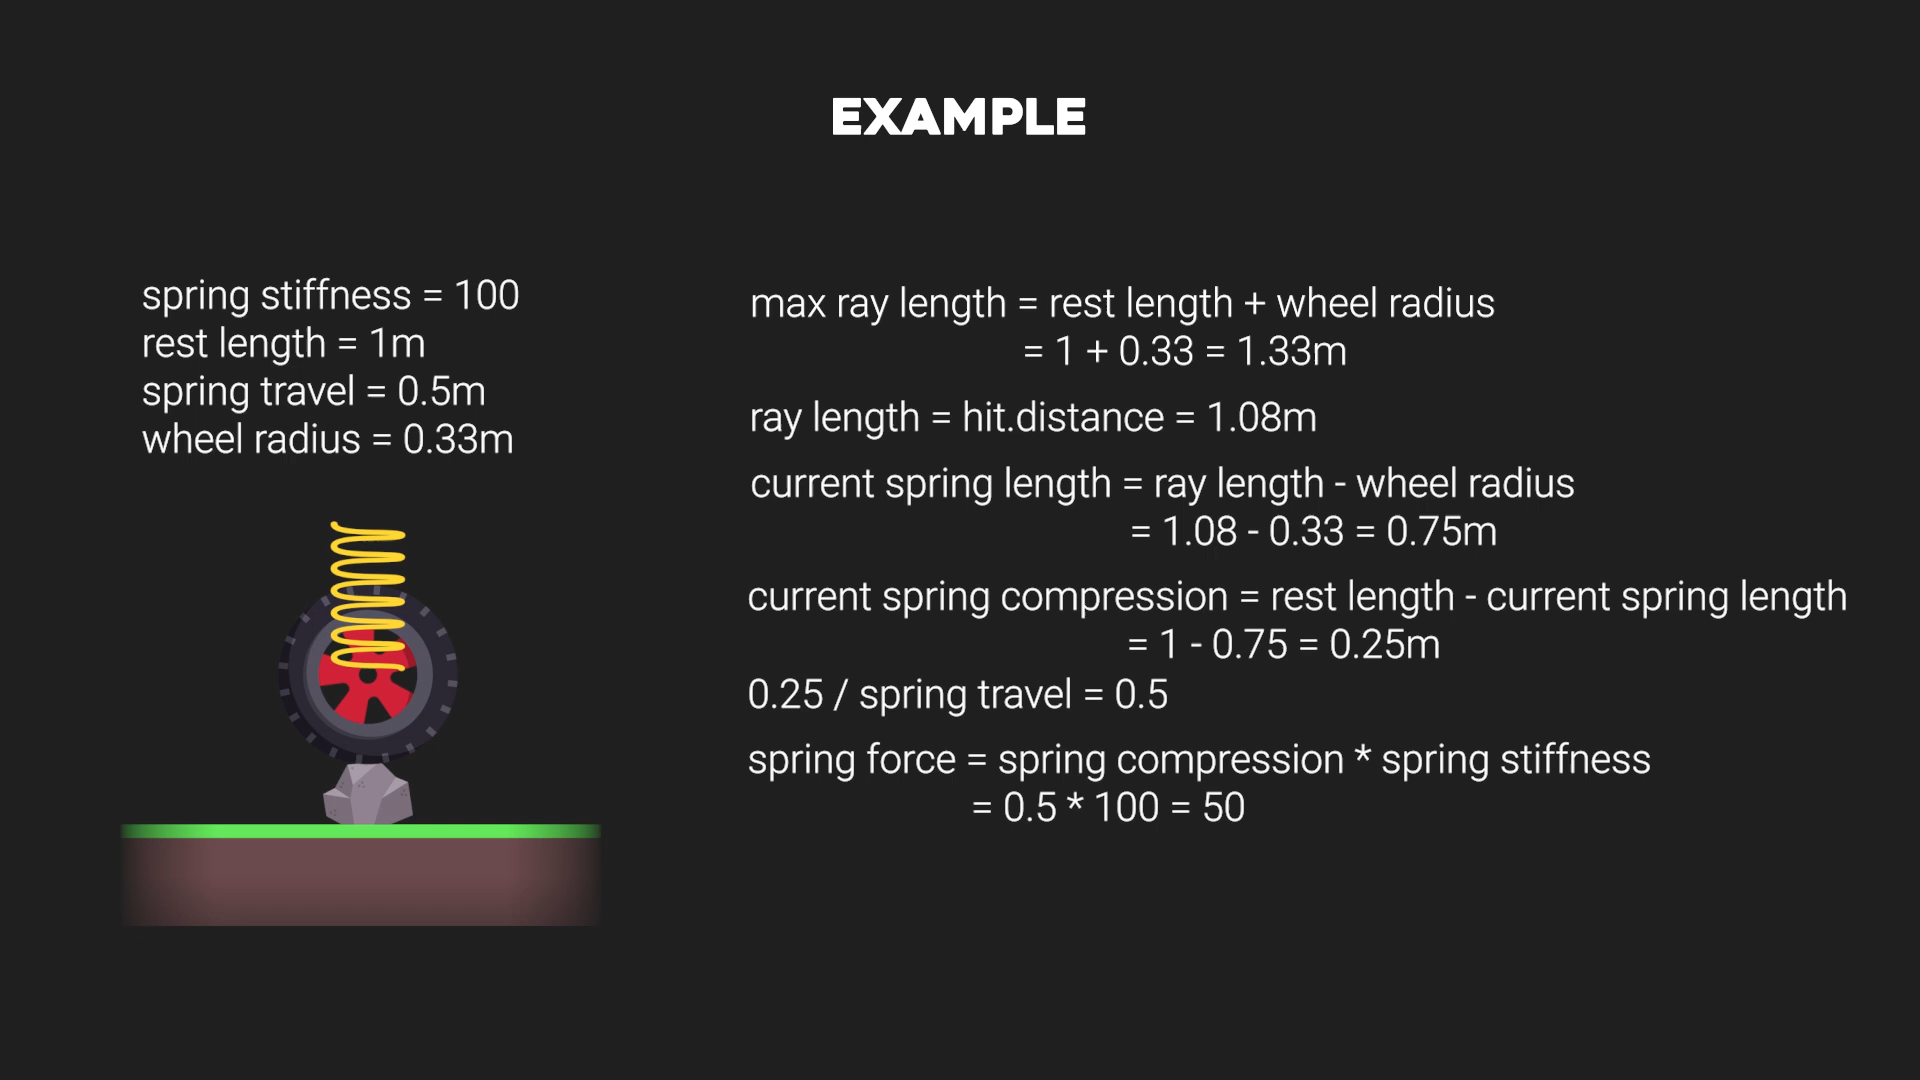 EXAMPLE
spring stiffness = 100
rest length = 1m
spring travel = 0.5m
wheel radius = 0.33m
max ray length = rest length + wheel radius
= 1 + 0.33 = 1.33m
ray length = hit.distance = 1.08m
current spring length = ray length - wheel radius
= 1.08 - 0.33 = 0.75m
current spring compression = rest length - current spring length
= 1 - 0.75 = 0.25m
0.25 / spring travel = 0.5
spring force = spring compression * spring stiffness
= 0.5 * 100 = 50